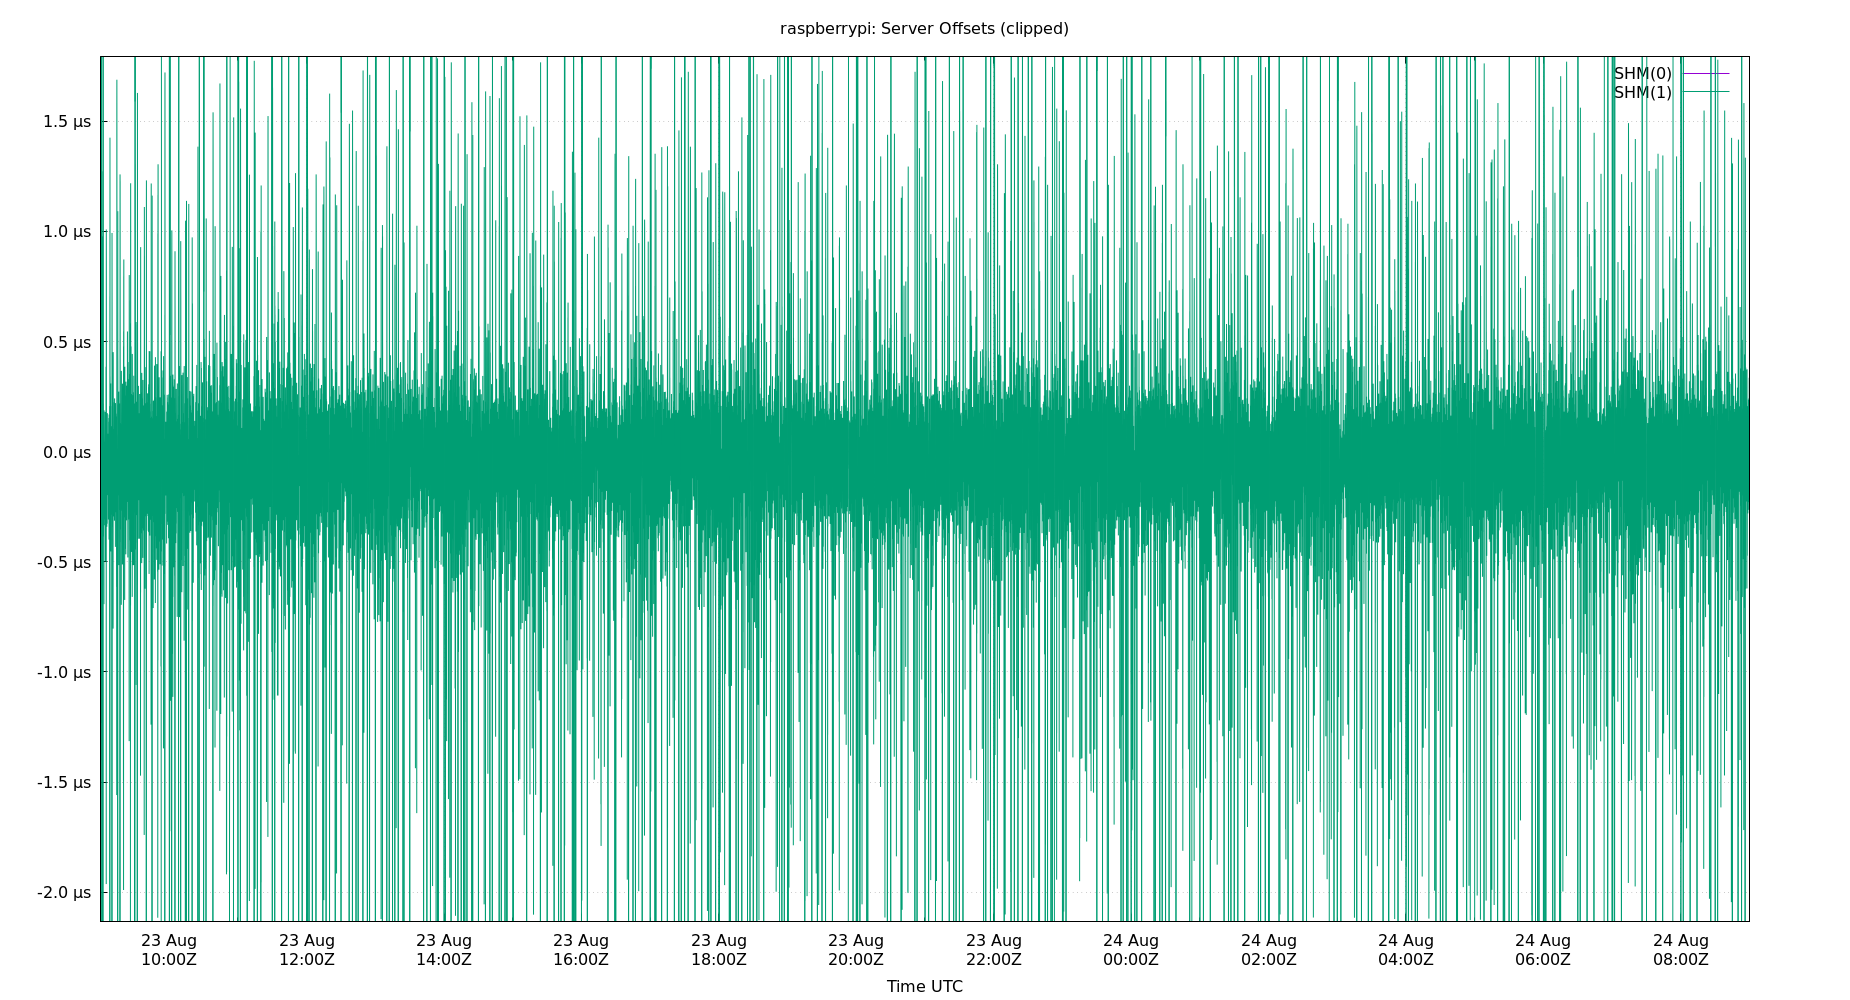 raspberrypi: Server Offsets (clipped)
SHM(0)
SHM(1)
1.5 µs
1.0 µs
0.5 µs
0.0 µs
-0.5 µs
-1.0 µs
-1.5 µs
-2.0 µs
23 Aug 23 Aug 23 Aug 23 Aug 23 Aug 23 Aug 23 Aug 24 Aug 24 Aug 24 Aug 24 Aug 24 Aug
10:00Z 12:00Z 14:00Z 16:00Z 18:00Z 20:00Z 22:00Z 00:00Z 02:00Z 04:00Z 06:00Z 08:00Z
Time UTC